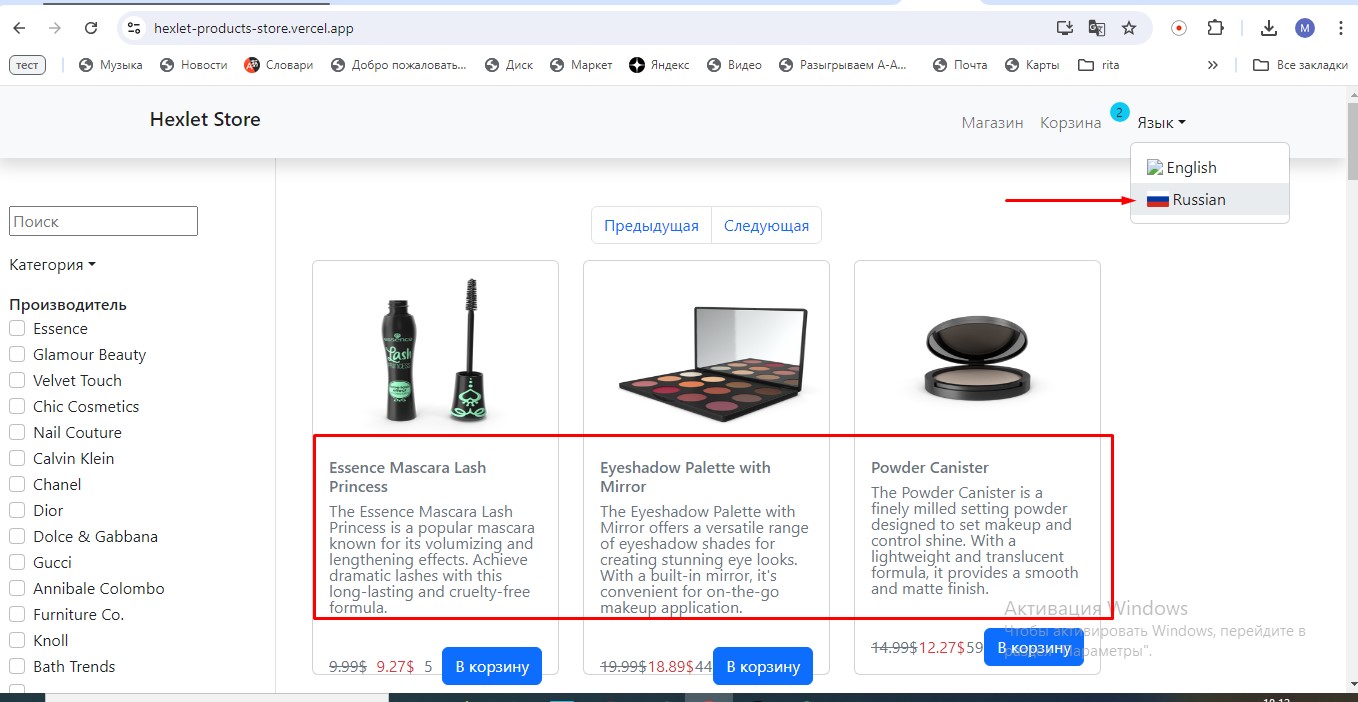 hexlet-products-store.vercel.app
M
тест
Музыка
Новости
Словари
Добро пожаловать...
Диск
Маркет
Яндекс
Видео
Разыгрываем A-A...
Почта
Карты
rita
»
Все закладки
Hexlet Store
Магазин
Корзина
2
Язык
English
Russian
Поиск
Предыдущая
Следующая
Категория
Производитель
Essence
Glamour Beauty
Velvet Touch
Chic Cosmetics
Nail Couture
Calvin Klein
Chanel
Dior
Dolce & Gabbana
Gucci
Annibale Colombo
Furniture Co.
Knoll
Bath Trends
essence
Lash
PRINCESS
Essence Mascara Lash
Princess
The Essence Mascara Lash
Princess is a popular mascara
known for its volumizing and
lengthening effects. Achieve
dramatic lashes with this
long-lasting and cruelty-free
formula.
9.99$ 9.27$ 5
В корзину
Eyeshadow Palette with
Mirror
The Eyeshadow Palette with
Mirror offers a versatile range
of eyeshadow shades for
creating stunning eye looks.
With a built-in mirror, it's
convenient for on-the-go
makeup application.
19.99$18.89$44
В корзину
Powder Canister
The Powder Canister is a
finely milled setting powder
designed to set makeup and
control shine. With a
lightweight and translucent
formula, it provides a smooth
and matte finish.
14.99$12.27$59
В корзину
Активация Windows
Чтобы активировать Windows, перейдите в
раздел "Параметры".